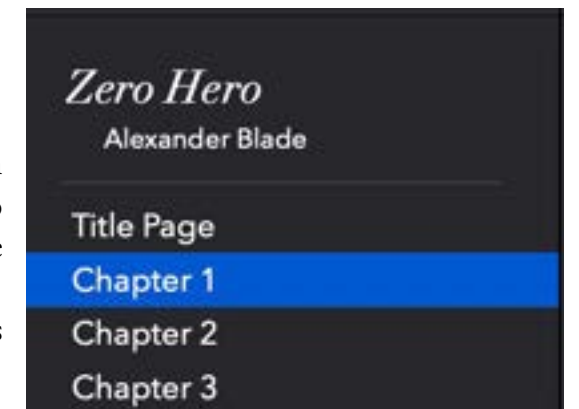 Zero Hero
Alexander Blade
Title Page
Chapter 1
Chapter 2
Chapter 3